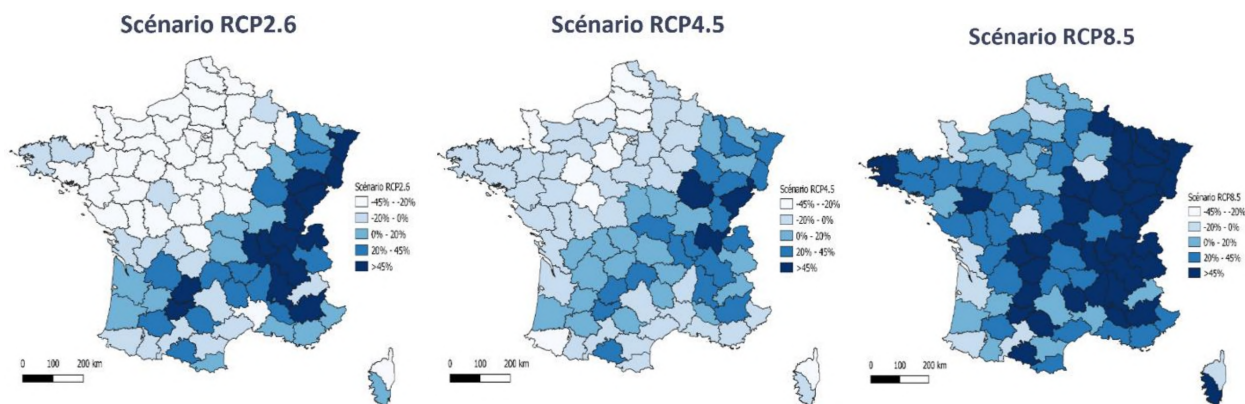 Scénario RCP2.6
Scénario RCP2.6
-45% - -20%
-20% - 0%
0% - 20%
20% - 45%
>45%
0 100 200 km
Scénario RCP4.5
Scénario RCP4.5
-45% - -20%
-20% - 0%
0% - 20%
20% - 45%
>45%
0 100 200 km
Scénario RCP8.5
Scénario RCP8.5
-45% - -20%
-20% - 0%
0% - 20%
20% - 45%
>45%
0 100 200 km